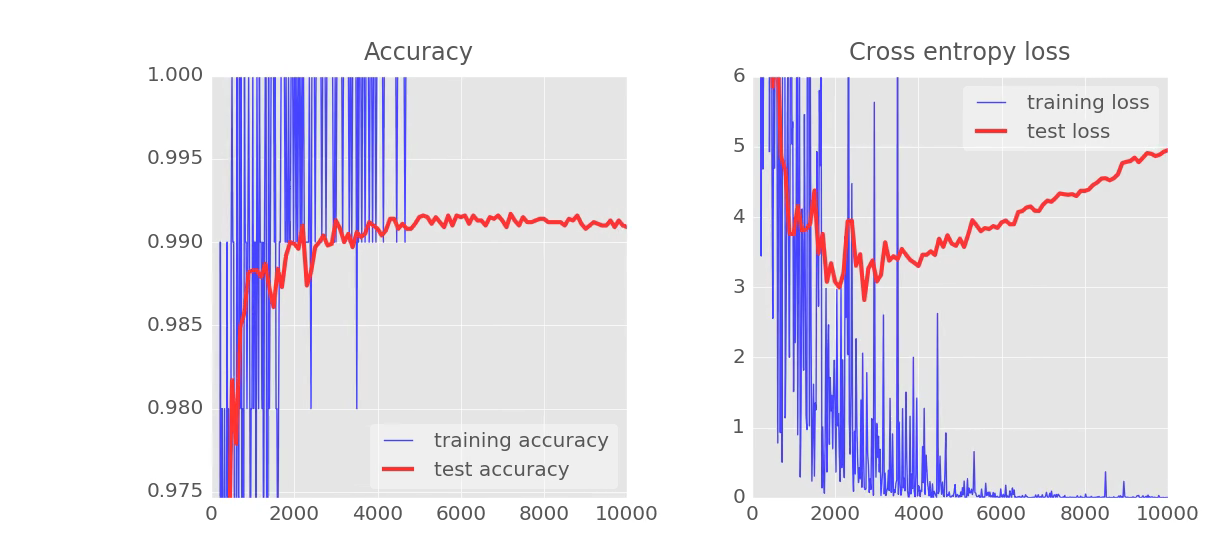 Accuracy
1.000
0.995
0.990
0.985
0.980
0.975
0 2000 4000 6000 8000 10000
training accuracy
test accuracy
Cross entropy loss
6
5
4
3
2
1
0
0 2000 4000 6000 8000 10000
training loss
test loss